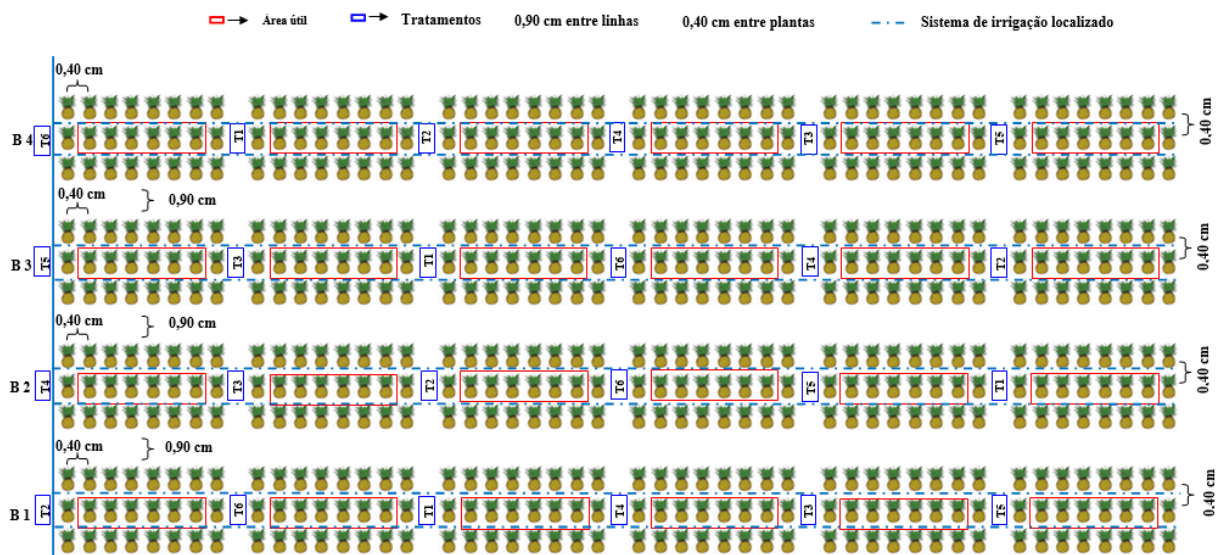 Área útil
Tratamentos
0,90 cm entre linhas
0,40 cm entre plantas
Sistema de irrigação localizado
0,40 cm
B 4
T6
T1
T2
T4
T3
T5
0,40 cm
0,40 cm
0,90 cm
B 3
T5
T3
T1
T6
T4
T2
0,40 cm
0,40 cm
0,90 cm
B 2
T4
T3
T2
T6
T5
T1
0,40 cm
0,40 cm
0,90 cm
B 1
T2
T6
T1
T4
T3
T5
0,40 cm